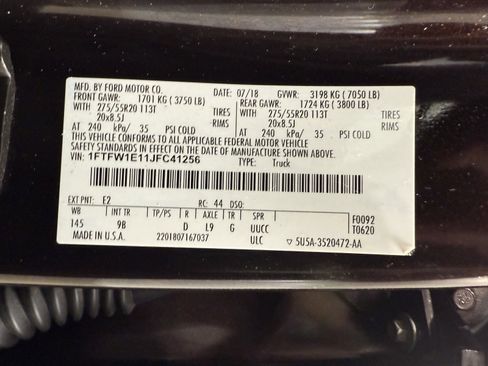 MFD. BY FORD MOTOR CO.
DATE: 07/18 GVWR: 3198 KG (7050 LB)
FRONT GAWR: 1701 KG (3750 LB) REAR GAWR: 1724 KG (3800 LB)
WITH 275/55R20 113T TIRES WITH 275/55R20 113T TIRES
20x8.5J RIMS 20x8.5J RIMS
AT 240 kPa/ 35 PSI COLD AT 240 kPa/ 35 PSI COLD
THIS VEHICLE CONFORMS TO ALL APPLICABLE FEDERAL MOTOR VEHICLE
SAFETY STANDARDS IN EFFECT ON THE DATE OF MANUFACTURE SHOWN ABOVE.
VIN: 1FTFW1E11JFC41256 TYPE: Truck
EXT PNT: E2 RC: 44 DSO:
WB INT TR TP/PS R AXLE TR SPR F0092
145 9B D L9 G UUCC T0620
MADE IN U.S.A. 2201807167037 ULC 5U5A-3520472-AA